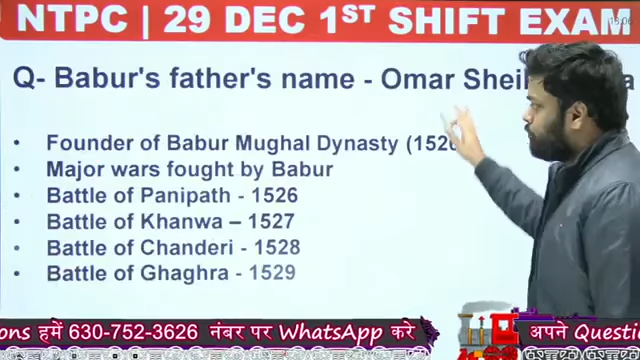 NTPC | 29 DEC 1ST SHIFT EXAM
18:06
Q- Babur's father's name - Omar
• Founder of Babur Mughal Dynasty
• Major wars fought by Babur
• Battle of Panipath - 1526
• Battle of Khanwa – 1527
• Battle of Chanderi - 1528
• Battle of Ghaghra - 1529
ons हमें 630-752-3626 नंबर पर WhatsApp करे अपने Questi